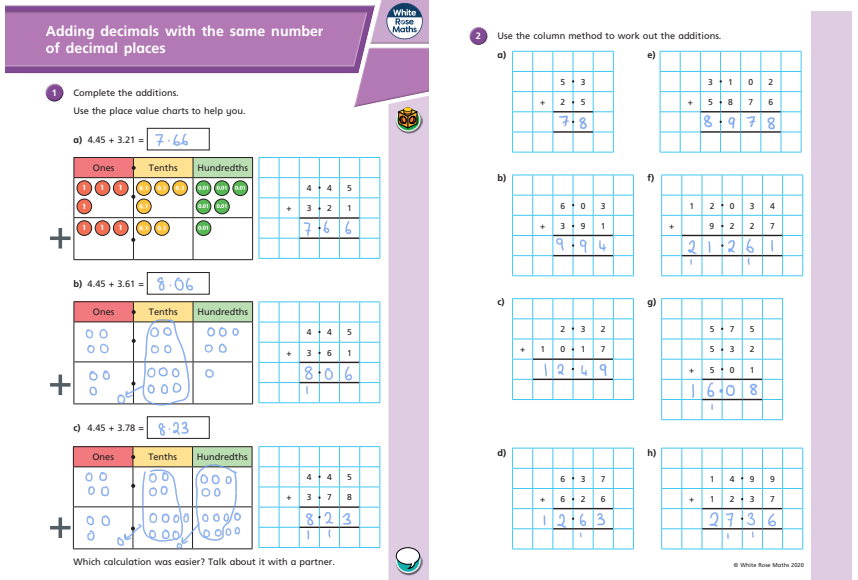 Adding decimals with the same number
of decimal places
White
Rose
Maths
1 Complete the additions.
Use the place value charts to help you.
a) 4.45 + 3.21 = 7·66
Ones Tenths Hundredths
1 1 1 0.1 0.1 0.1 0.01 0.01 0.01
1 0.1 0.01 0.01
+ 1 1 1 0.1 0.1 0.01
4 · 4 5
+ 3 · 2 1
7 · 6 6
b) 4.45 + 3.61 = 8·06
Ones Tenths Hundredths
+
4 · 4 5
+ 3 · 6 1
8 · 0 6
1
c) 4.45 + 3.78 = 8·23
Ones Tenths Hundredths
+
4 · 4 5
+ 3 · 7 8
8 · 2 3
1 1
Which calculation was easier? Talk about it with a partner.
2 Use the column method to work out the additions.
a)
5 · 3
+ 2 · 5
7 · 8
e)
3 · 1 0 2
+ 5 · 8 7 6
8 · 9 7 8
b)
6 · 0 3
+ 3 · 9 1
9 · 9 4
f)
1 2 · 0 3 4
+ 9 · 2 2 7
2 1 · 2 6 1
1 1
c)
2 · 3 2
+ 1 0 · 1 7
1 2 · 4 9
g)
5 · 7 5
5 · 3 2
+ 5 · 0 1
1 6 · 0 8
1
d)
6 · 3 7
+ 6 · 2 6
1 2 · 6 3
1
h)
1 4 · 9 9
+ 1 2 · 3 7
2 7 · 3 6
1 1
© White Rose Maths 2020